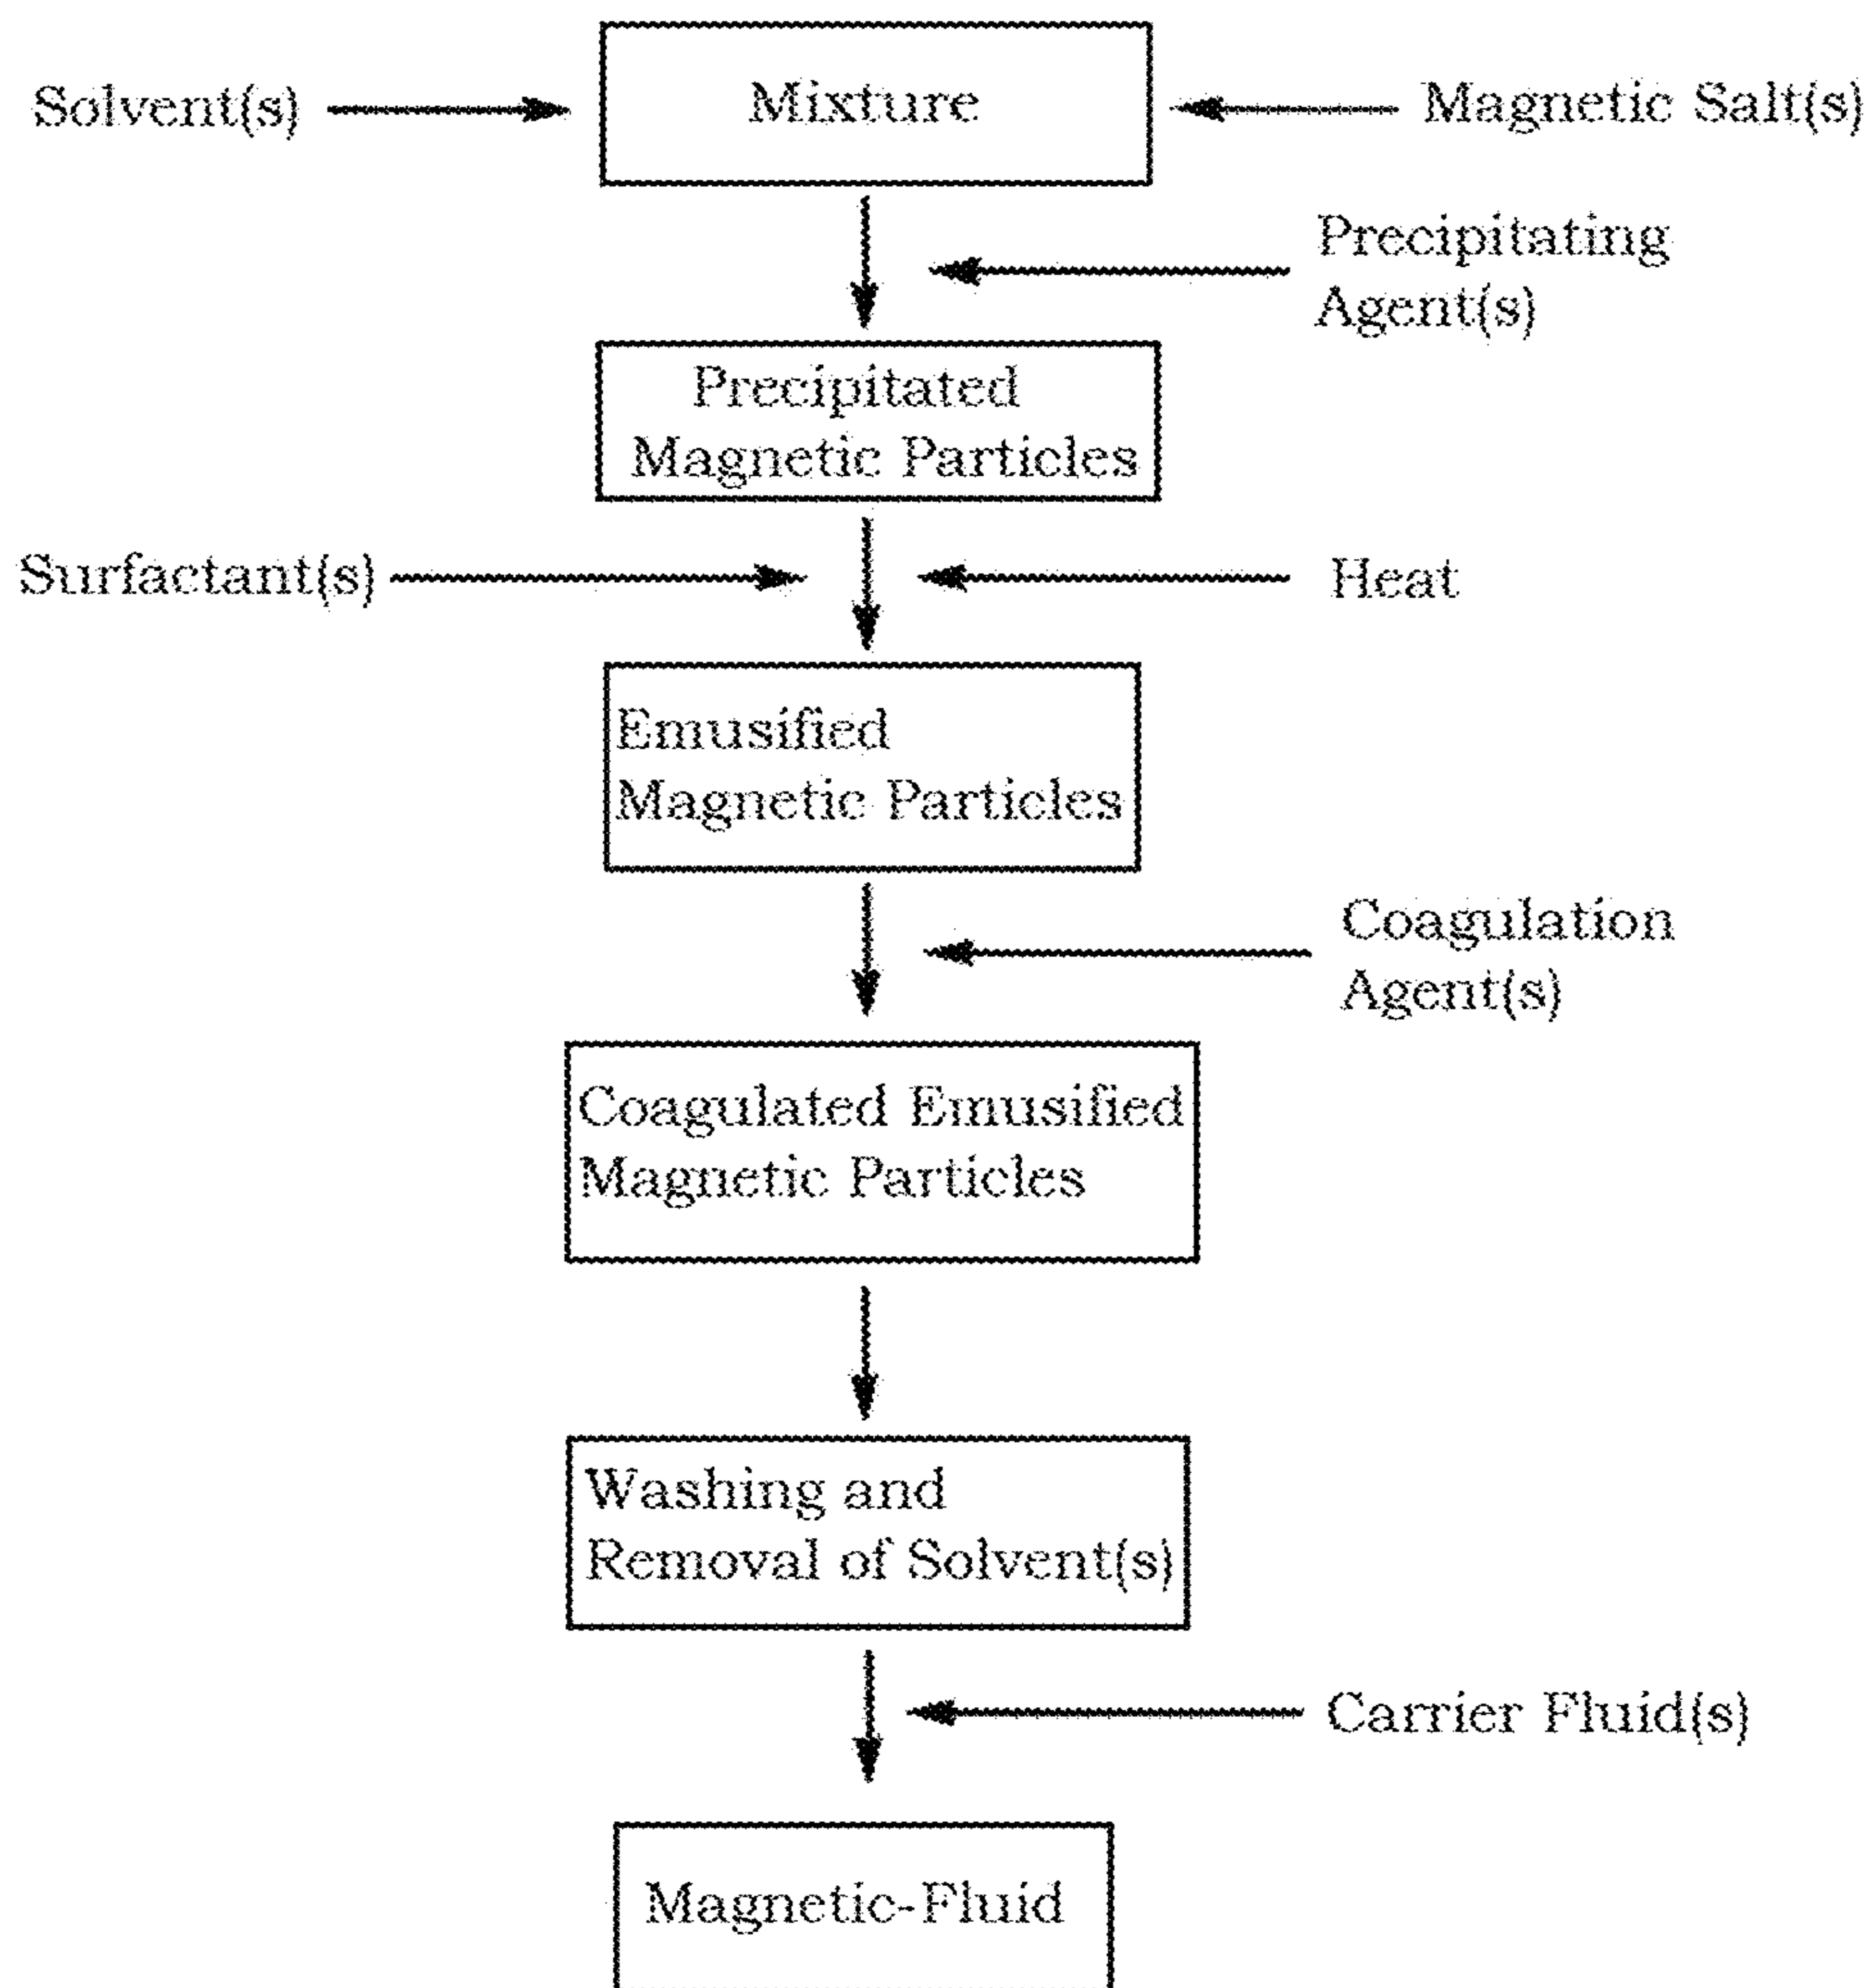 Solvent(s)
Mixture
Magnetic Salt(s)
Precipitating
Agent(s)
Precipitated
Magnetic Particles
Surfactant(s)
Heat
Emusified
Magnetic Particles
Coagulation
Agent(s)
Coagulated Emusified
Magnetic Particles
Washing and
Removal of Solvent(s)
Carrier Fluid(s)
Magnetic-Fluid